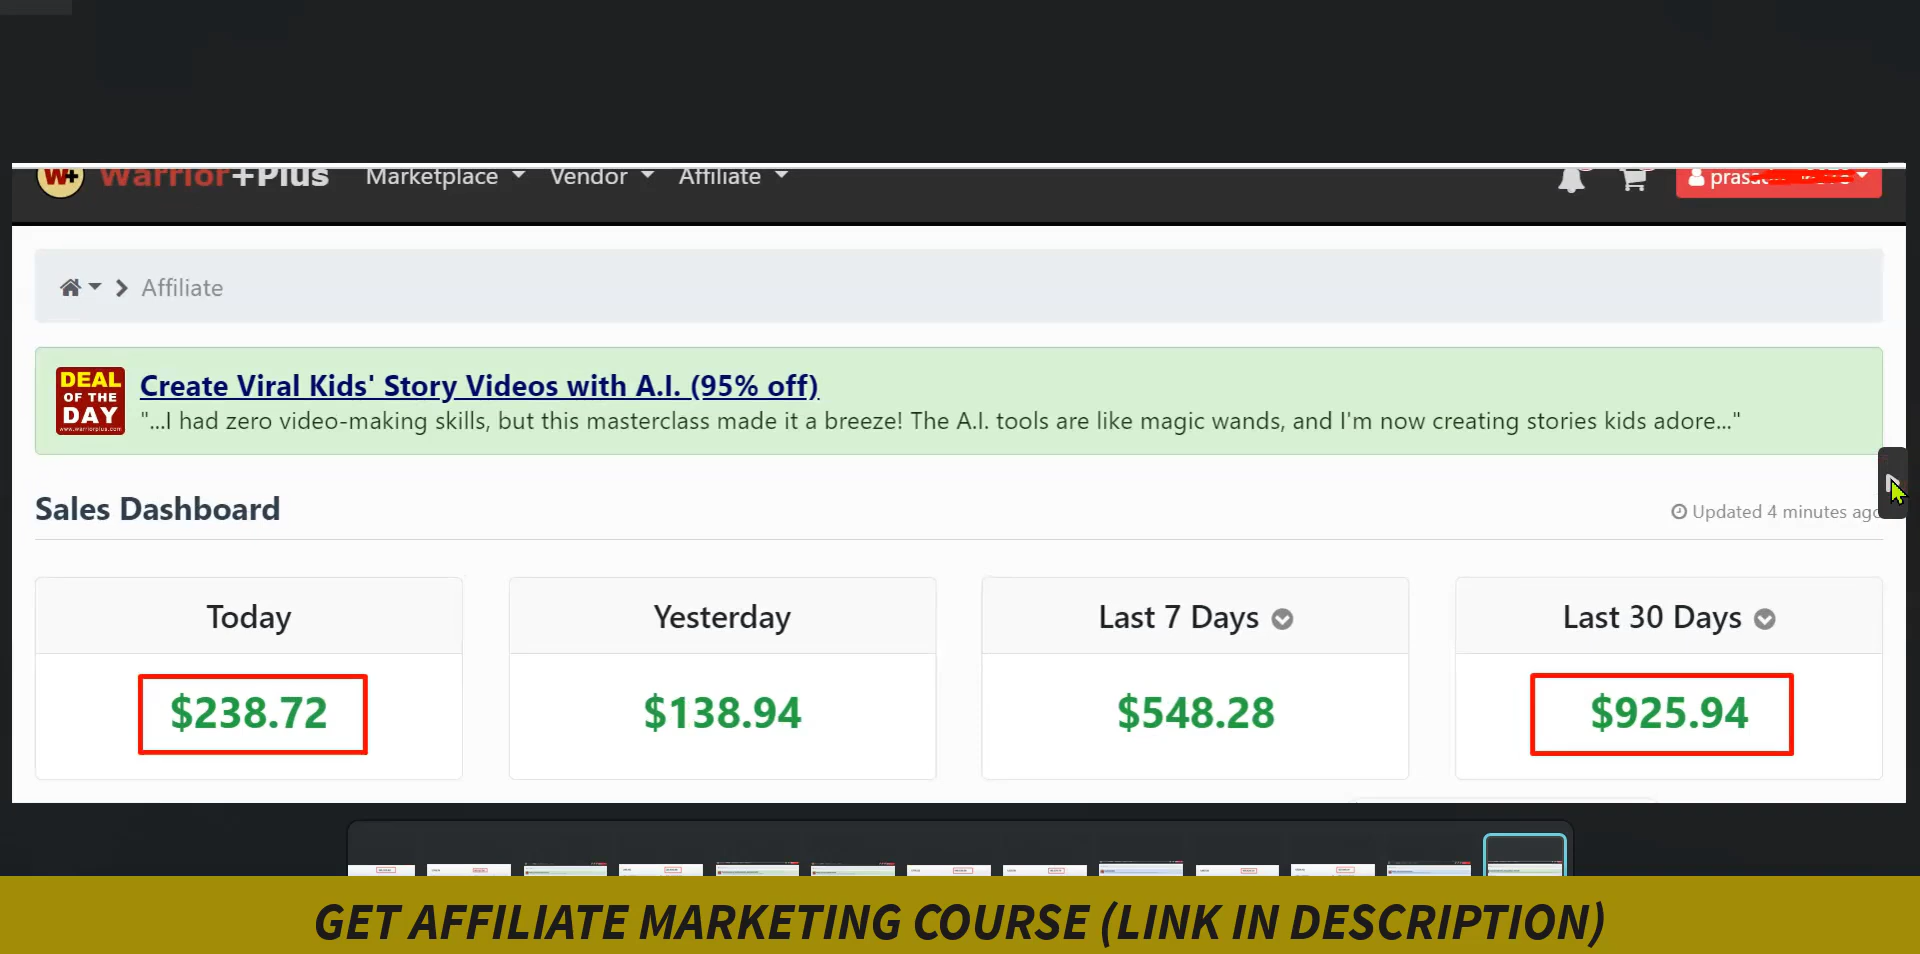 W+ Warrior+Plus Marketplace Vendor Affiliate
Affiliate
DEAL OF THE DAY www.warriorplus.com
Create Viral Kids' Story Videos with A.I. (95% off)
"...I had zero video-making skills, but this masterclass made it a breeze! The A.I. tools are like magic wands, and I'm now creating stories kids adore..."
Sales Dashboard
Updated 4 minutes ago
Today
Yesterday
Last 7 Days
Last 30 Days
$238.72
$138.94
$548.28
$925.94
GET AFFILIATE MARKETING COURSE (LINK IN DESCRIPTION)